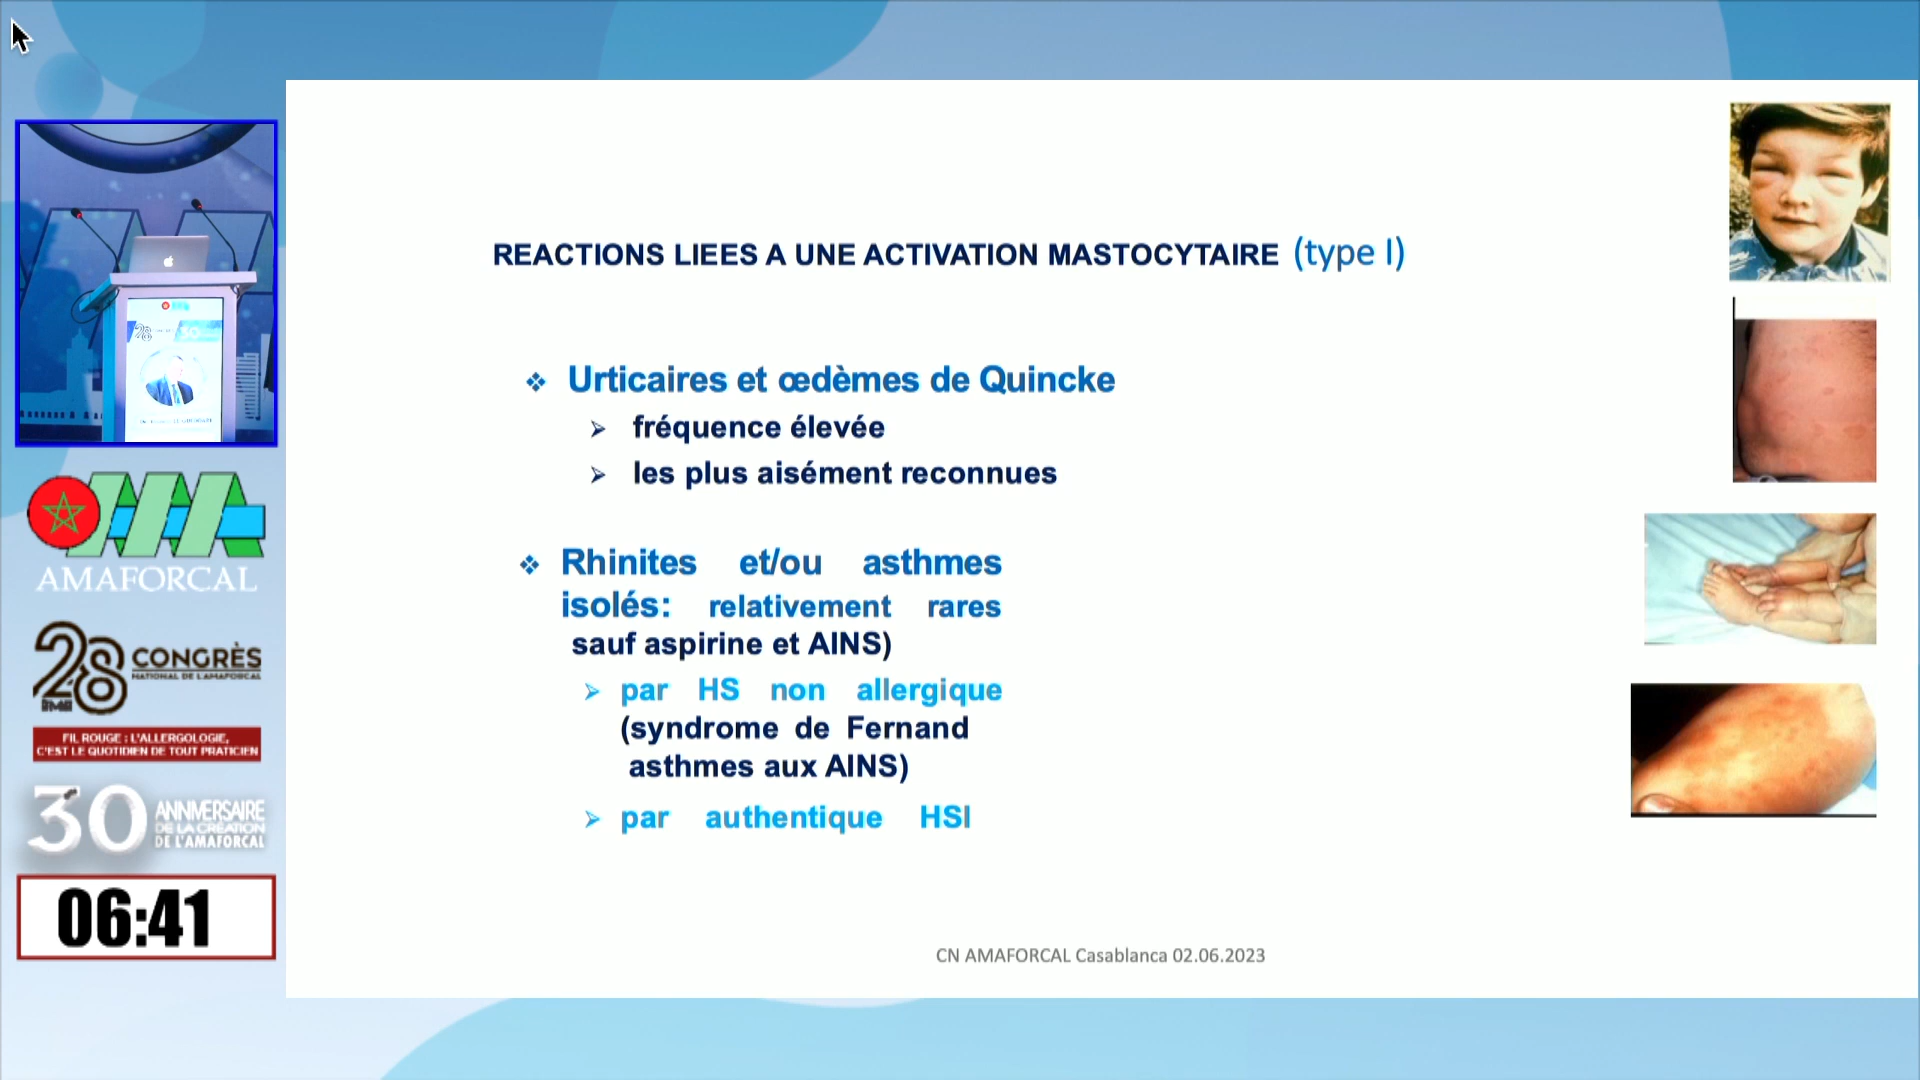 REACTIONS LIEES A UNE ACTIVATION MASTOCYTAIRE (type I)
❖ Urticaires et œdèmes de Quincke
➢ fréquence élevée
➢ les plus aisément reconnues
❖ Rhinites et/ou asthmes
isolés: relativement rares
sauf aspirine et AINS)
➢ par HS non allergique
(syndrome de Fernand
asthmes aux AINS)
➢ par authentique HSI
CN AMAFORCAL Casablanca 02.06.2023
28
30
AMAFORCAL
28 CONGRÈS
NATIONAL DE L'AMAFORCAL
FIL ROUGE : L'ALLERGOLOGIE,
C'EST LE QUOTIDIEN DE TOUT PRATICIEN
30 ANNIVERSAIRE
DE LA CRÉATION
DE L'AMAFORCAL
06:41